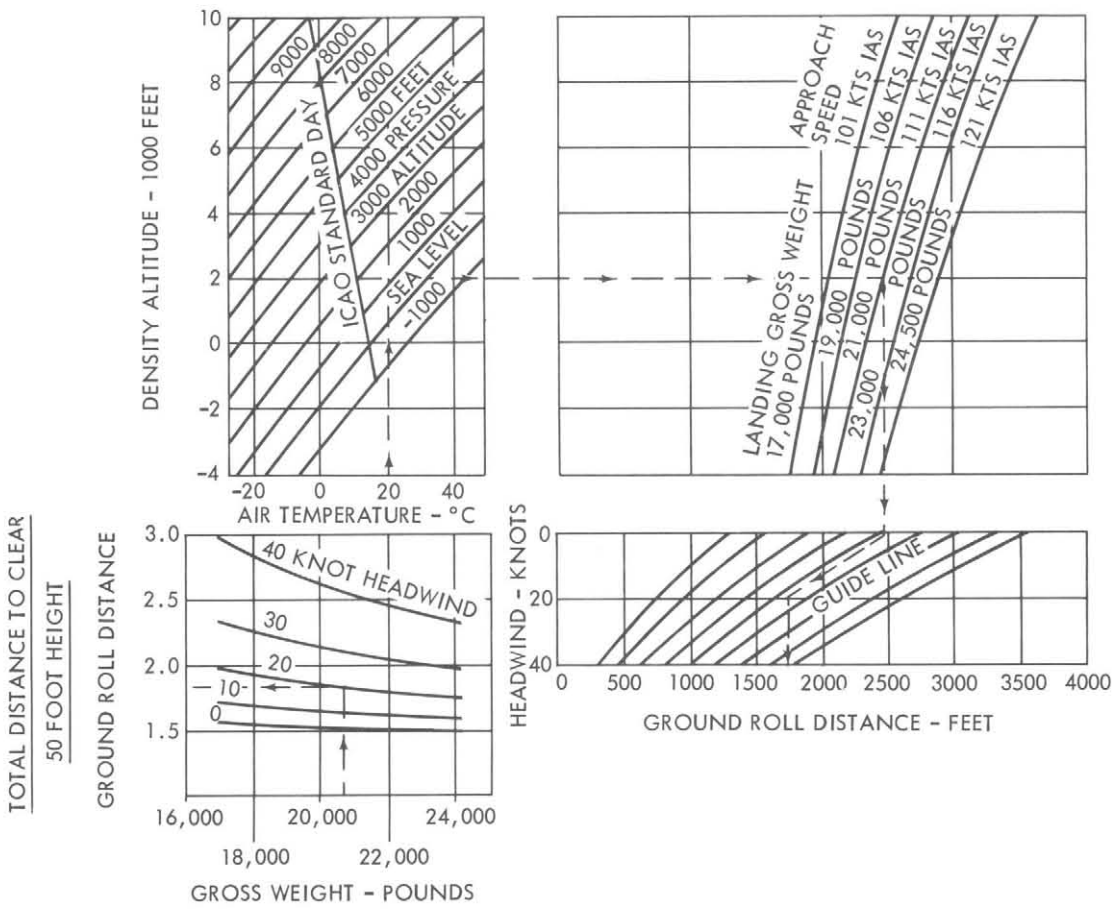 DENSITY ALTITUDE – 1000 FEET
10
8
6
4
2
0
–2
–4
9000
8000
7000
6000
5000 FEET
4000 PRESSURE
3000 ALTITUDE
2000
1000
SEA LEVEL
-1000
ICAO STANDARD DAY
–20
0
20
40
AIR TEMPERATURE – °C
APPROACH
SPEED
101 KTS IAS
106 KTS IAS
111 KTS IAS
116 KTS IAS
121 KTS IAS
LANDING GROSS WEIGHT
17,000 POUNDS
19,000 POUNDS
21,000 POUNDS
23,000 POUNDS
24,500 POUNDS
TOTAL DISTANCE TO CLEAR
50 FOOT HEIGHT
GROUND ROLL DISTANCE
3.0
2.5
2.0
1.5
40 KNOT HEADWIND
30
20
10
0
16,000
20,000
24,000
18,000
22,000
GROSS WEIGHT – POUNDS
HEADWIND – KNOTS
0
20
40
GUIDE LINE
0
500
1000
1500
2000
2500
3000
3500
4000
GROUND ROLL DISTANCE – FEET